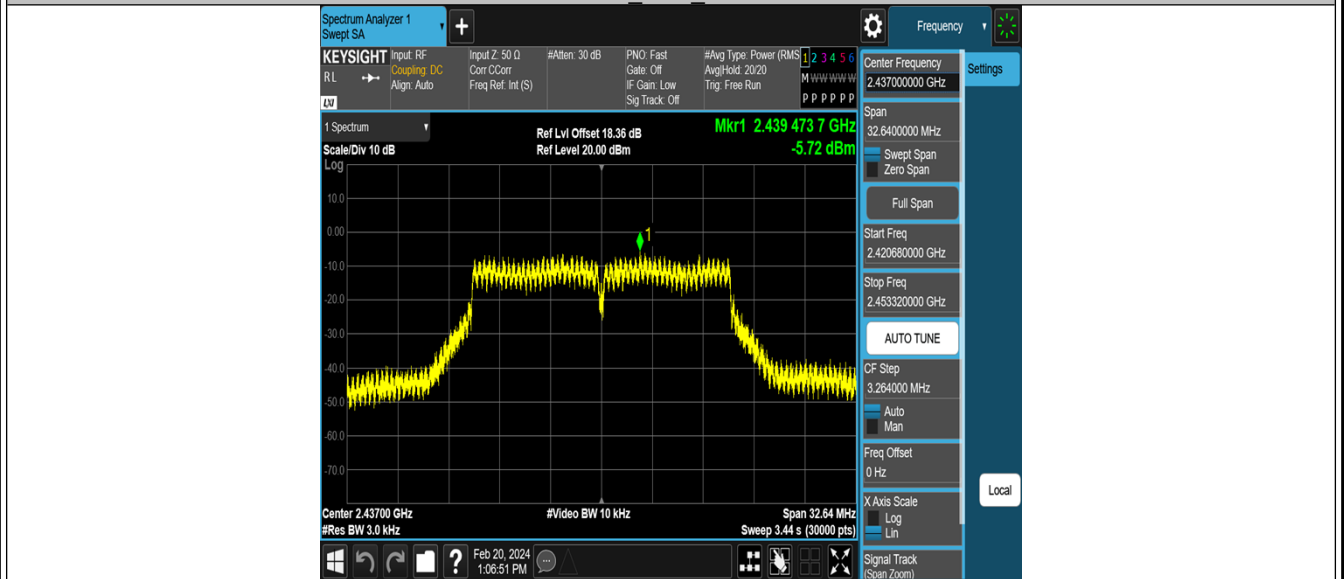 Spectrum Analyzer 1
Swept SA
+
Frequency
KEYSIGHT
RL
LXI
Input: RF
Coupling: DC
Align: Auto
Input Z: 50 Ω
Corr CCorr
Freq Ref: Int (S)
#Atten: 30 dB
PNO: Fast
Gate: Off
IF Gain: Low
Sig Track: Off
#Avg Type: Power (RMS
Avg|Hold: 20/20
Trig: Free Run
1 2 3 4 5 6
M W W W W W
P P P P P P
1 Spectrum
Scale/Div 10 dB
Log
Ref Lvl Offset 18.36 dB
Ref Level 20.00 dBm
Mkr1 2.439 473 7 GHz
-5.72 dBm
10.0
0.00
-10.0
-20.0
-30.0
-40.0
-50.0
-60.0
-70.0
1
Center 2.43700 GHz
#Res BW 3.0 kHz
#Video BW 10 kHz
Span 32.64 MHz
Sweep 3.44 s (30000 pts)
Feb 20, 2024
1:06:51 PM
Center Frequency
2.437000000 GHz
Settings
Span
32.6400000 MHz
Swept Span
Zero Span
Full Span
Start Freq
2.420680000 GHz
Stop Freq
2.453320000 GHz
AUTO TUNE
CF Step
3.264000 MHz
Auto
Man
Freq Offset
0 Hz
Local
X Axis Scale
Log
Lin
Signal Track
(Span Zoom)